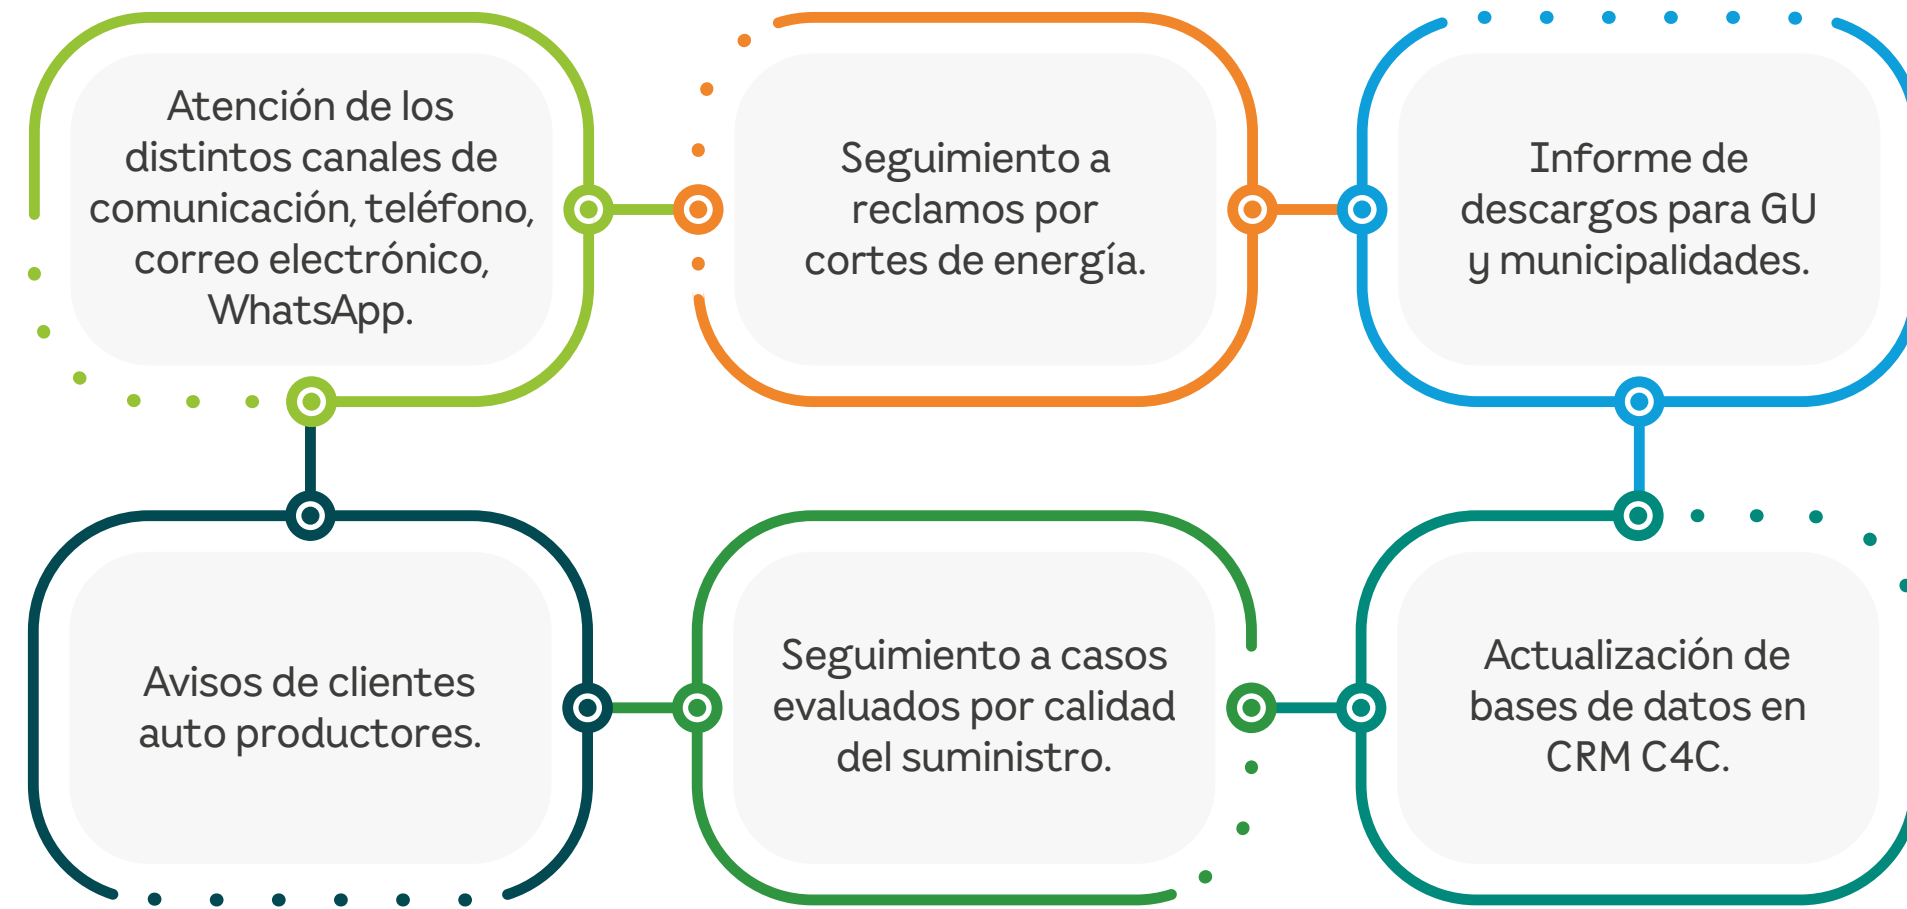 Atención de los
distintos canales de
comunicación, teléfono,
correo electrónico,
WhatsApp.
Seguimiento a
reclamos por
cortes de energía.
Informe de
descargos para GU
y municipalidades.
Avisos de clientes
auto productores.
Seguimiento a casos
evaluados por calidad
del suministro.
Actualización de
bases de datos en
CRM C4C.